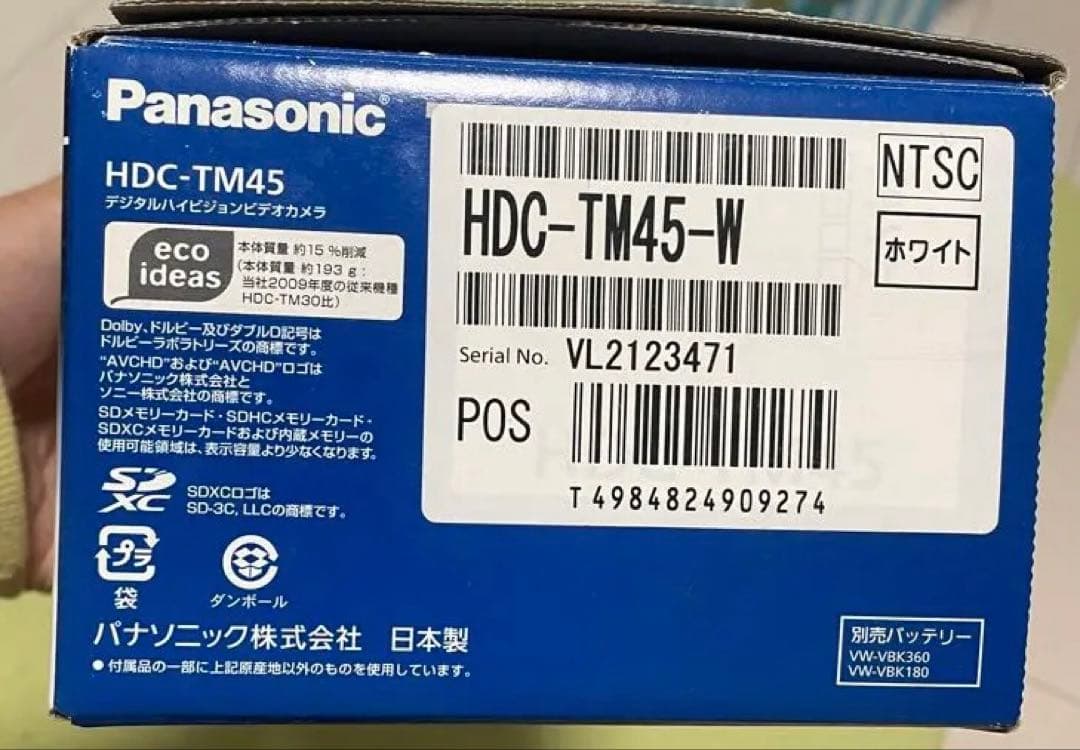 Panasonic®
HDC-TM45
デジタルハイビジョンビデオカメラ
eco
ideas
本体質量 約15 %削減
(本体質量 約193 g:
当社2009年度の従来機種
HDC-TM30比)
Dolby、ドルビー及びダブルD記号は
ドルビーラボラトリーズの商標です。
"AVCHD"および"AVCHD"ロゴは
パナソニック株式会社と
ソニー株式会社の商標です。
SDメモリーカード・SDHCメモリーカード・
SDXCメモリーカードおよび内蔵メモリーの
使用可能領域は、表示容量より少なくなります。
SD
XC
SDXCロゴは
SD-3C, LLCの商標です。
プラ
袋
ダンボール
パナソニック株式会社 日本製
●付属品の一部に上記原産地以外のものを使用しています。
HDC-TM45-W
Serial No. VL2123471
POS
T4984824909274
NTSC
ホワイト
別売バッテリー
VW-VBK360
VW-VBK180